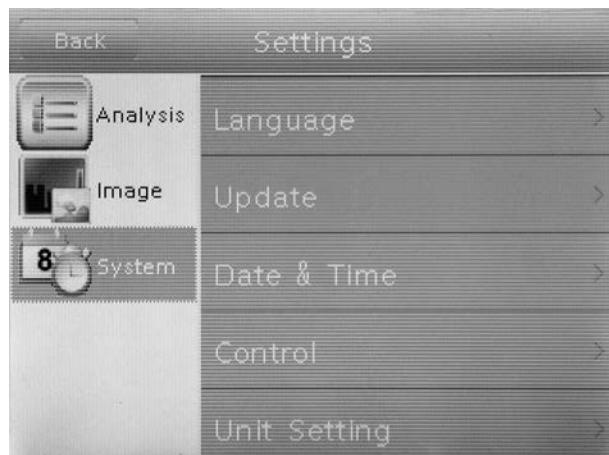 Back
Settings
Analysis
Image
System
8
Language
Update
Date & Time
Control
Unit Setting